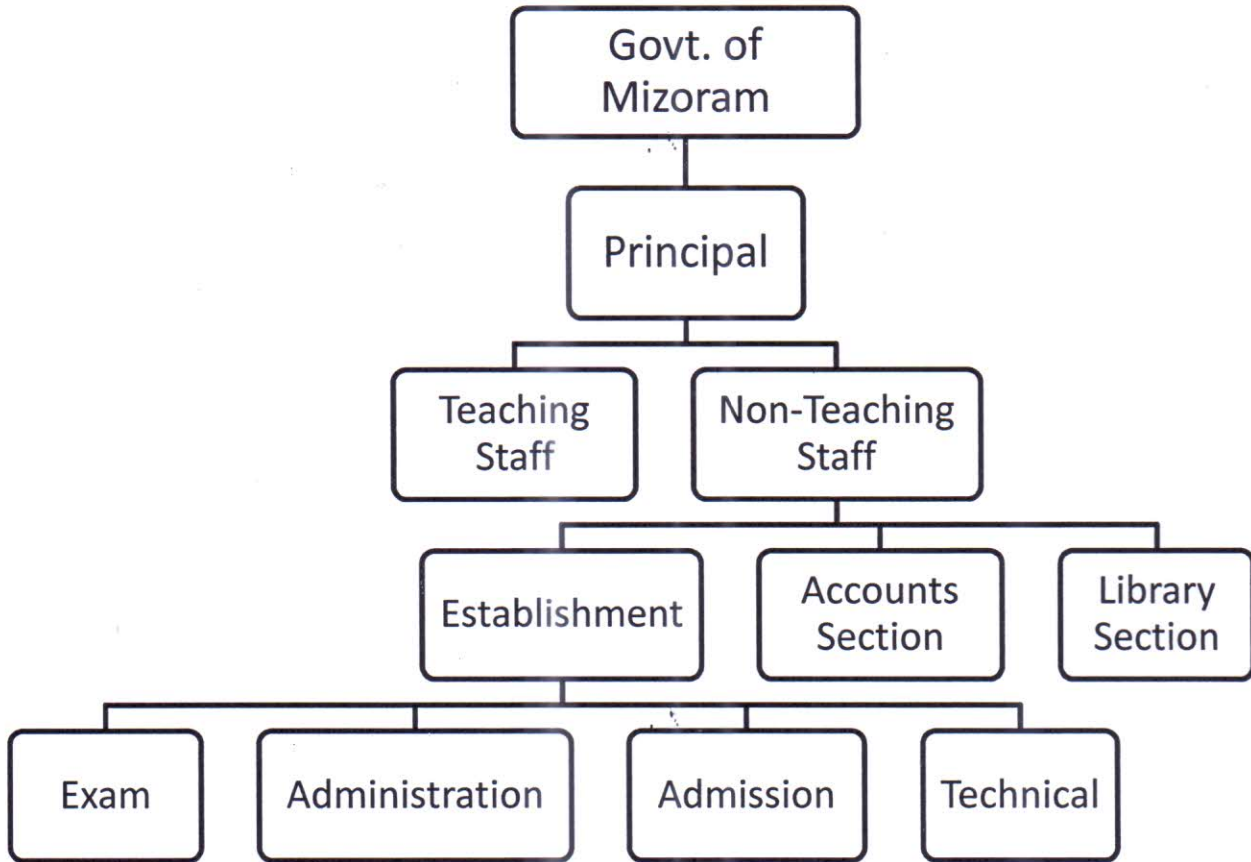 Govt. of
Mizoram
Principal
Teaching
Staff
Non-Teaching
Staff
Establishment
Accounts
Section
Library
Section
Exam
Administration
Admission
Technical